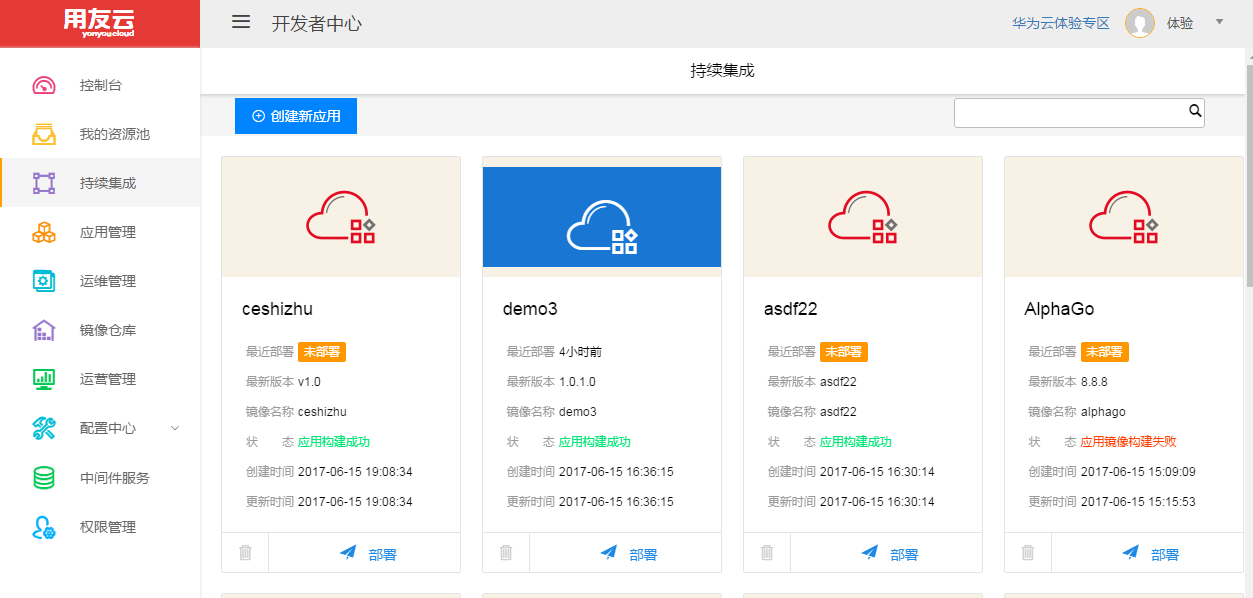 用友云
yonyoucloud
开发者中心
华为云体验专区
体验
控制台
我的资源池
持续集成
应用管理
运维管理
镜像仓库
运营管理
配置中心
中间件服务
权限管理
持续集成
创建新应用
ceshizhu
最近部署 未部署
最新版本 v1.0
镜像名称 ceshizhu
状 态 应用构建成功
创建时间 2017-06-15 19:08:34
更新时间 2017-06-15 19:08:34
部署
demo3
最近部署 4小时前
最新版本 1.0.1.0
镜像名称 demo3
状 态 应用构建成功
创建时间 2017-06-15 16:36:15
更新时间 2017-06-15 16:36:15
部署
asdf22
最近部署 未部署
最新版本 asdf22
镜像名称 asdf22
状 态 应用构建成功
创建时间 2017-06-15 16:30:14
更新时间 2017-06-15 16:30:14
部署
AlphaGo
最近部署 未部署
最新版本 8.8.8
镜像名称 alphago
状 态 应用镜像构建失败
创建时间 2017-06-15 15:09:09
更新时间 2017-06-15 15:15:53
部署